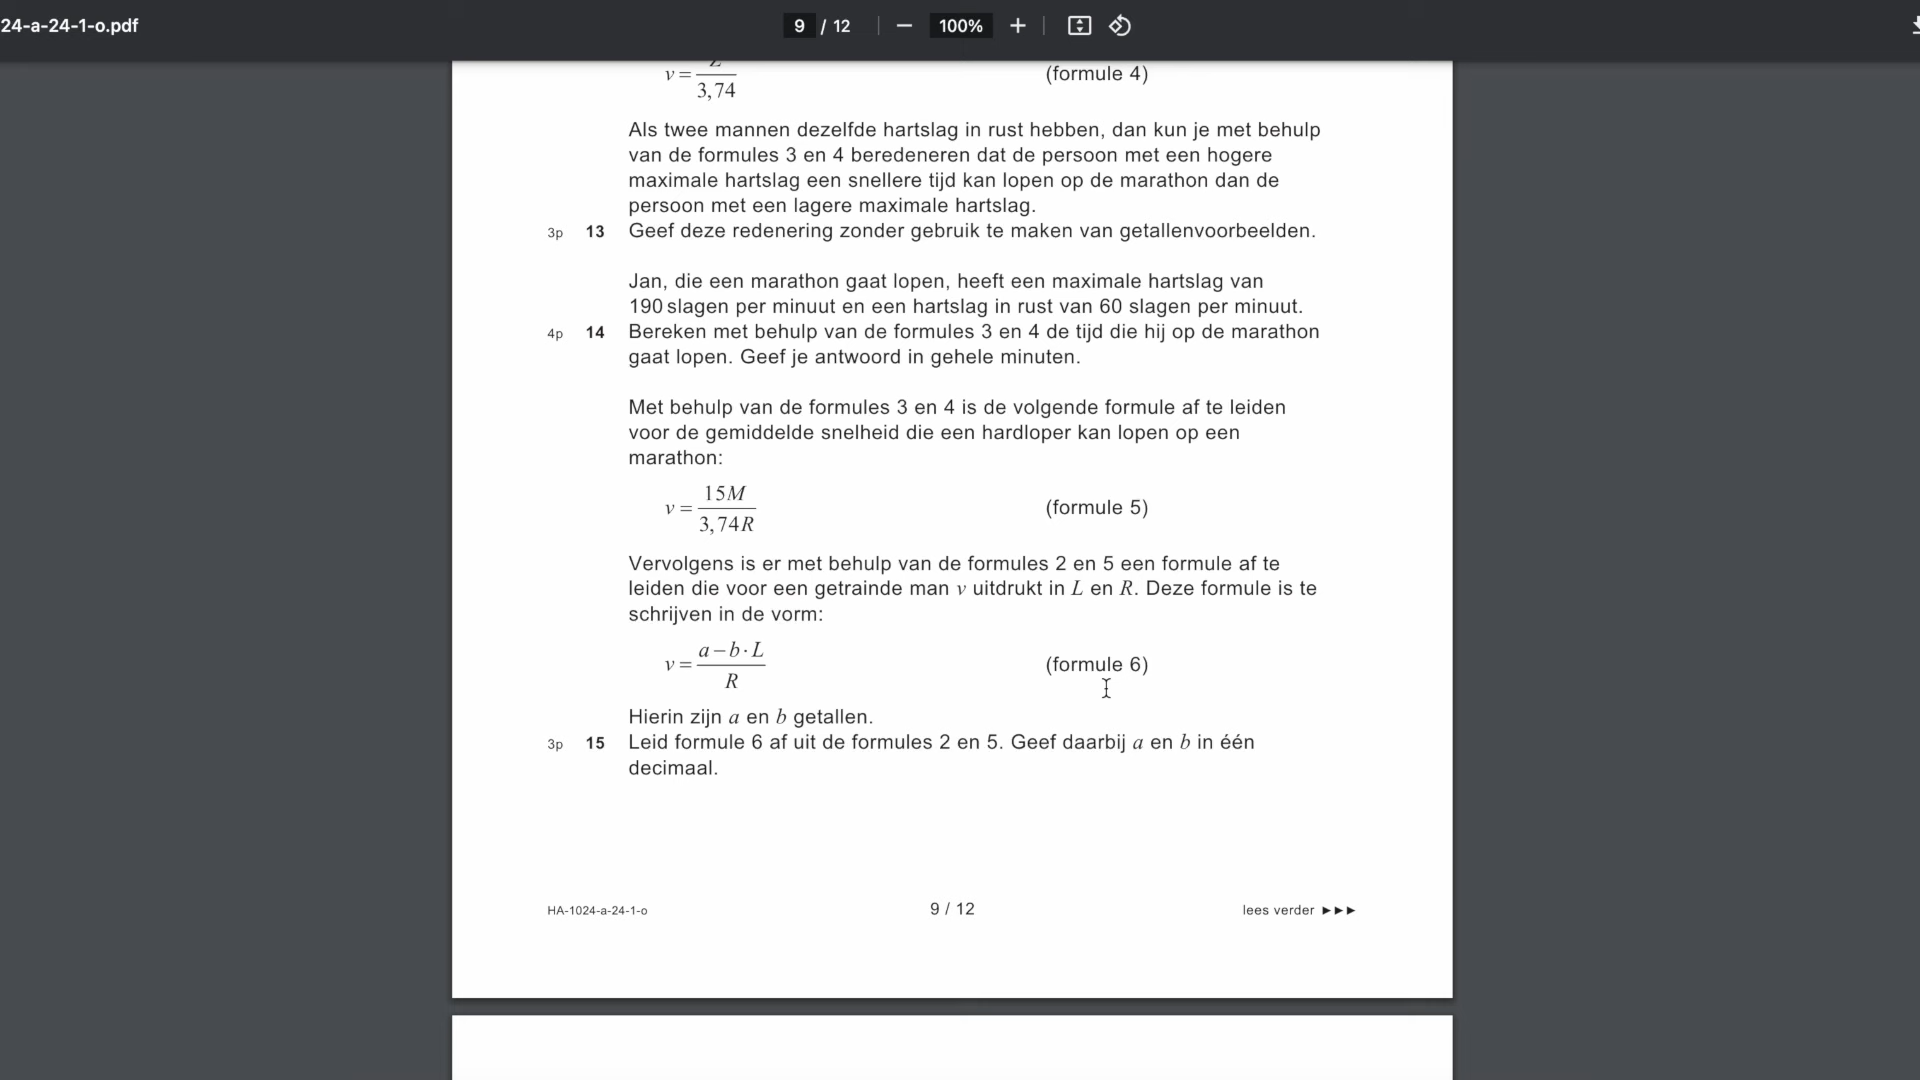 24-a-24-1-o.pdf
9 / 12
100%
v = 
3,74
(formule 4)
Als twee mannen dezelfde hartslag in rust hebben, dan kun je met behulp
van de formules 3 en 4 beredeneren dat de persoon met een hogere
maximale hartslag een snellere tijd kan lopen op de marathon dan de
persoon met een lagere maximale hartslag.
3p 13 Geef deze redenering zonder gebruik te maken van getallenvoorbeelden.
Jan, die een marathon gaat lopen, heeft een maximale hartslag van
190 slagen per minuut en een hartslag in rust van 60 slagen per minuut.
4p 14 Bereken met behulp van de formules 3 en 4 de tijd die hij op de marathon
gaat lopen. Geef je antwoord in gehele minuten.
Met behulp van de formules 3 en 4 is de volgende formule af te leiden
voor de gemiddelde snelheid die een hardloper kan lopen op een
marathon:
15M
v =
3,74R
(formule 5)
Vervolgens is er met behulp van de formules 2 en 5 een formule af te
leiden die voor een getrainde man v uitdrukt in L en R. Deze formule is te
schrijven in de vorm:
a – b · L
v =
R
(formule 6)
Hierin zijn a en b getallen.
3p 15 Leid formule 6 af uit de formules 2 en 5. Geef daarbij a en b in één
decimaal.
HA-1024-a-24-1-o 9 / 12 lees verder ►►►